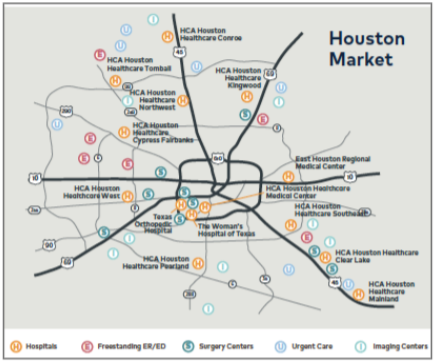 Houston
Market
HCA Houston
Healthcare Conroe
HCA Houston
Healthcare Tomball
HCA Houston
Healthcare
Kingwood
HCA Houston
Healthcare
Northwest
HCA Houston
Healthcare
Cypress Fairbanks
East Houston Regional
Medical Center
HCA Houston
Healthcare West
HCA Houston Healthcare
Medical Center
HCA Houston
Healthcare Southeast
Texas
Orthopedic
Hospital
The Woman's
Hospital of Texas
HCA Houston
Healthcare Pearland
HCA Houston Healthcare
Clear Lake
HCA Houston
Healthcare
Mainland
45
69
290
610
10
10
90
69
45
H Hospitals
E Freestanding ER/ED
S Surgery Centers
U Urgent Care
I Imaging Centers